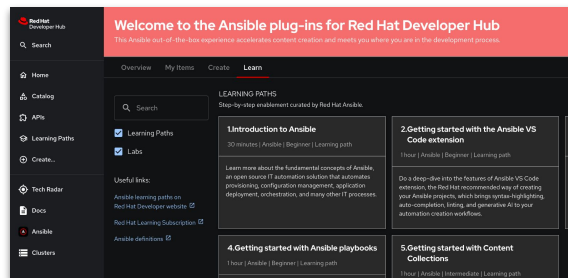 Red Hat
Developer Hub
Search
Home
Catalog
APIs
Learning Paths
Create...
Tech Radar
Docs
Ansible
Clusters
Welcome to the Ansible plug-ins for Red Hat Developer Hub
This Ansible out-of-the-box experience accelerates content creation and meets you where you are in the development process.
Overview My Items Create Learn
Search
Learning Paths
Labs
Useful links:
Ansible learning paths on
Red Hat Developer website
Red Hat Learning Subscription
Ansible definitions
LEARNING PATHS
Step-by-step enablement curated by Red Hat Ansible.
1.Introduction to Ansible
30 minutes | Ansible | Beginner | Learning path
Learn more about the fundamental concepts of Ansible,
an open source IT automation solution that automates
provisioning, configuration management, application
deployment, orchestration, and many other IT processes.
2.Getting started with the Ansible VS
Code extension
1 hour | Ansible | Beginner | Learning path
Do a deep-dive into the features of Ansible VS Code
extension, the Red Hat recommended way of creating
your Ansible projects, which brings syntax-highlighting,
auto-completion, linting, and generative AI to your
automation creation workflows.
4.Getting started with Ansible playbooks
1 hour | Ansible | Beginner | Learning path
5.Getting started with Content
Collections
1 hour | Ansible | Intermediate | Learning path